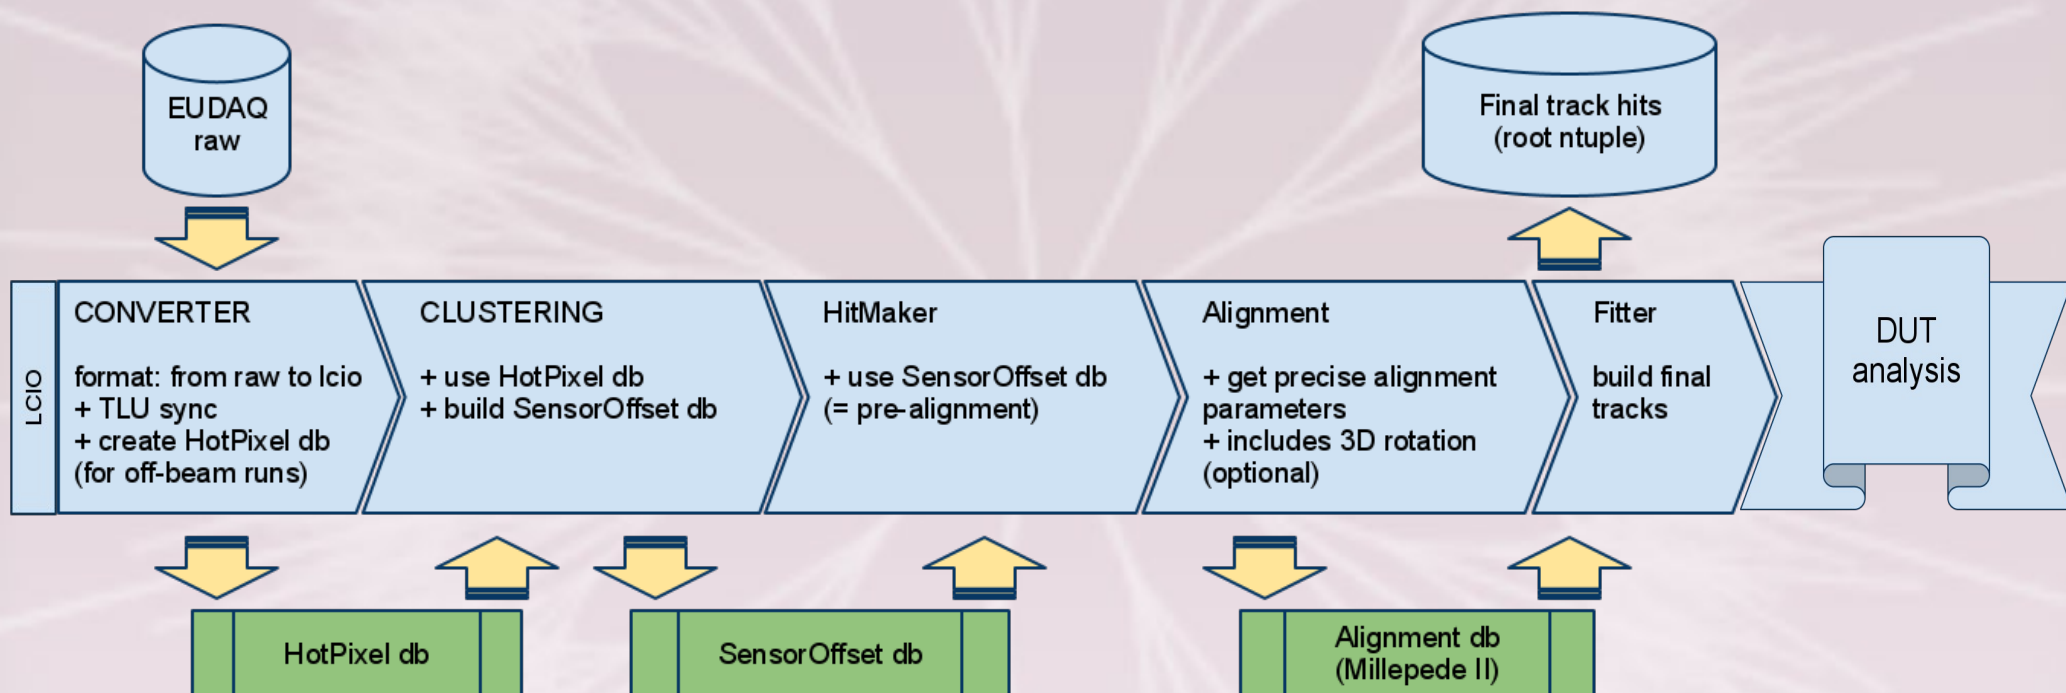 EUDAQ
raw
Final track hits
(root ntuple)
LCIO
CONVERTER
format: from raw to lcio
+ TLU sync
+ create HotPixel db
(for off-beam runs)
CLUSTERING
+ use HotPixel db
+ build SensorOffset db
HitMaker
+ use SensorOffset db
(= pre-alignment)
Alignment
+ get precise alignment
parameters
+ includes 3D rotation
(optional)
Fitter
build final
tracks
DUT
analysis
HotPixel db
SensorOffset db
Alignment db
(Millepede II)